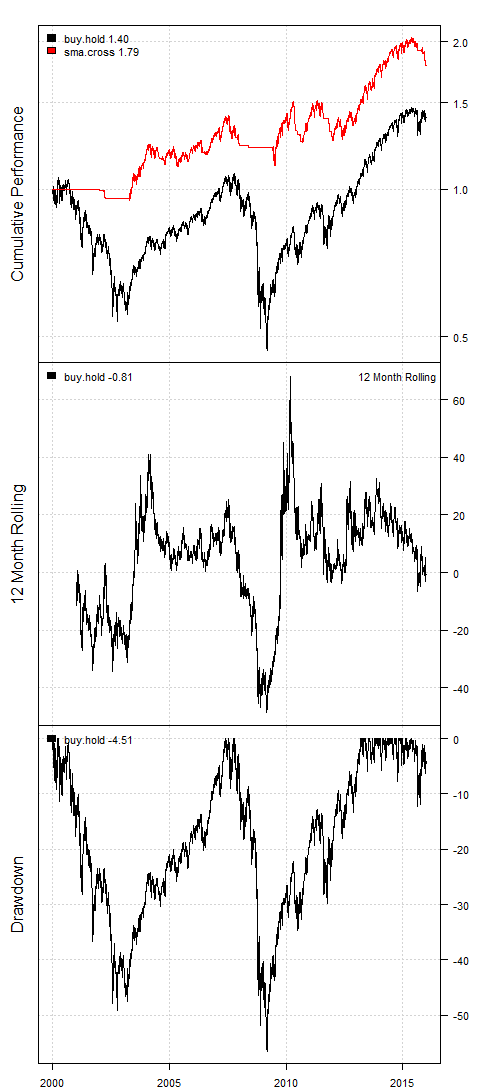 buy.hold 1.40
sma.cross 1.79
Cumulative Performance
2.0
1.5
1.0
0.5
buy.hold -0.81
12 Month Rolling
12 Month Rolling
60
40
20
0
-20
-40
buy.hold -4.51
Drawdown
0
-10
-20
-30
-40
-50
2000 2005 2010 2015